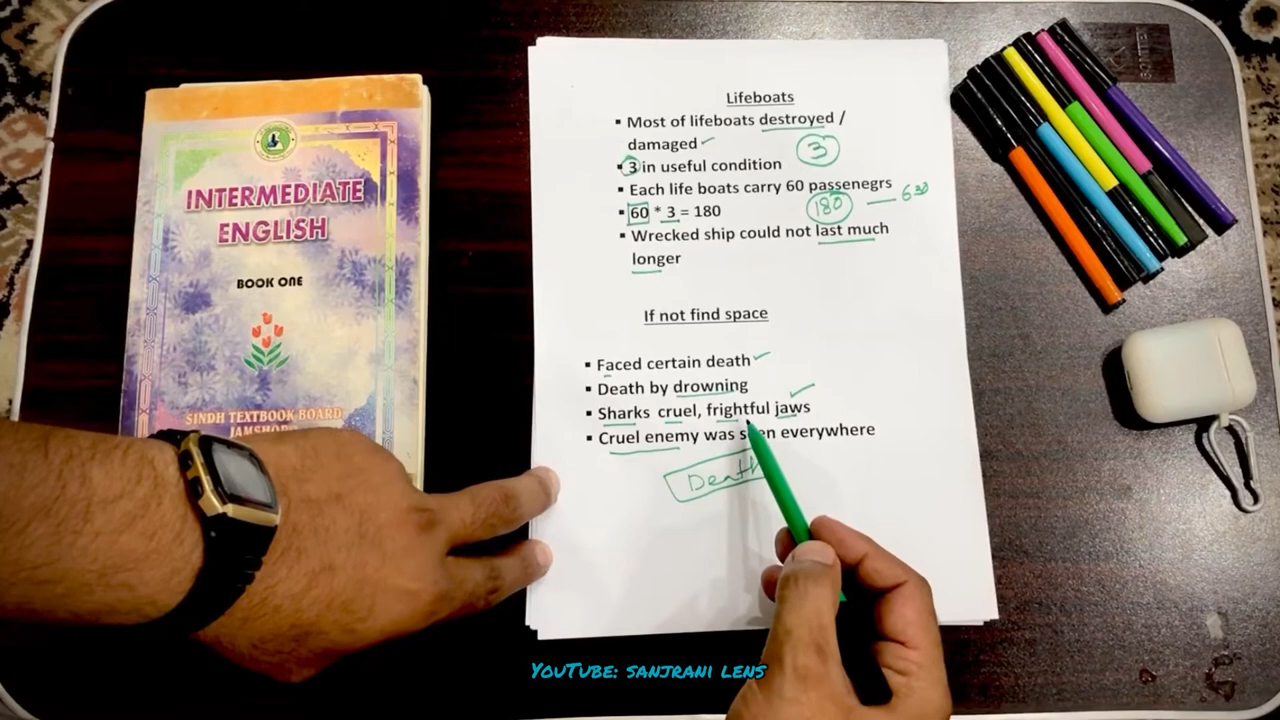 INTERMEDIATE
ENGLISH
BOOK ONE
SINDH TEXTBOOK BOARD
Lifeboats
▪ Most of lifeboats destroyed /
damaged ✓
3
▪ 3 in useful condition
▪ Each life boats carry 60 passenegrs
▪ 60 * 3 = 180
180 — 630
▪ Wrecked ship could not last much
longer
If not find space
▪ Faced certain death ✓
▪ Death by drowning
▪ Sharks cruel, frightful jaws ✓
▪ Cruel enemy was seen everywhere
Death
YouTube: SANJRANI LENS